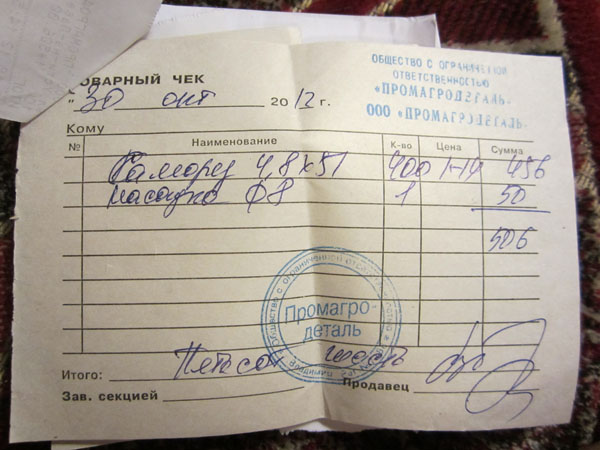 ОБЩЕСТВО С ОГРАНИЧЕННОЙ
ОТВЕТСТВЕННОСТЬЮ
«ПРОМАГРОДЕТАЛЬ»
ООО «ПРОМАГРОДЕТАЛЬ»
ОВАРНЫЙ ЧЕК
"30 окт 2012 г.
Кому
№ Наименование К-во Цена Сумма
Саморез 4,8х51 400 1-14 456
Насадка ф8 1 50
506
Промагро-
деталь
Итого: Пятьсот шесть
Продавец
Зав. секцией